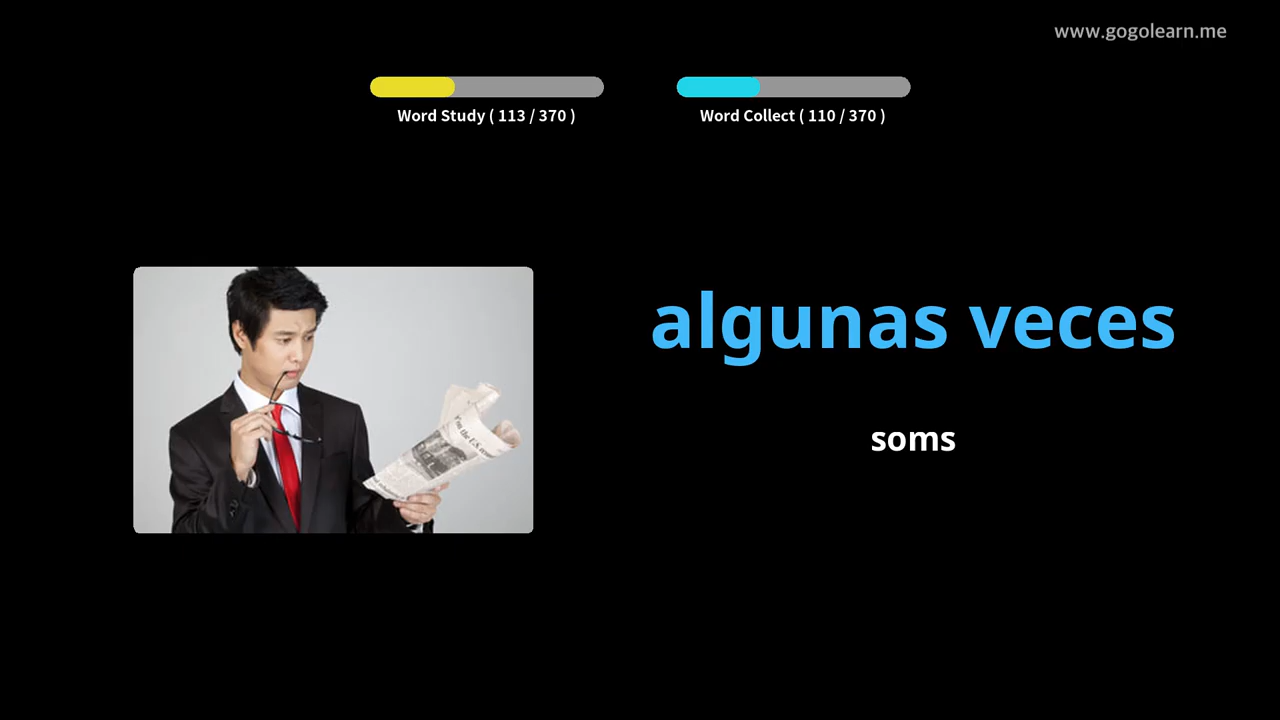 www.gogolearn.me
Word Study ( 113 / 370 )
Word Collect ( 110 / 370 )
algunas veces
soms